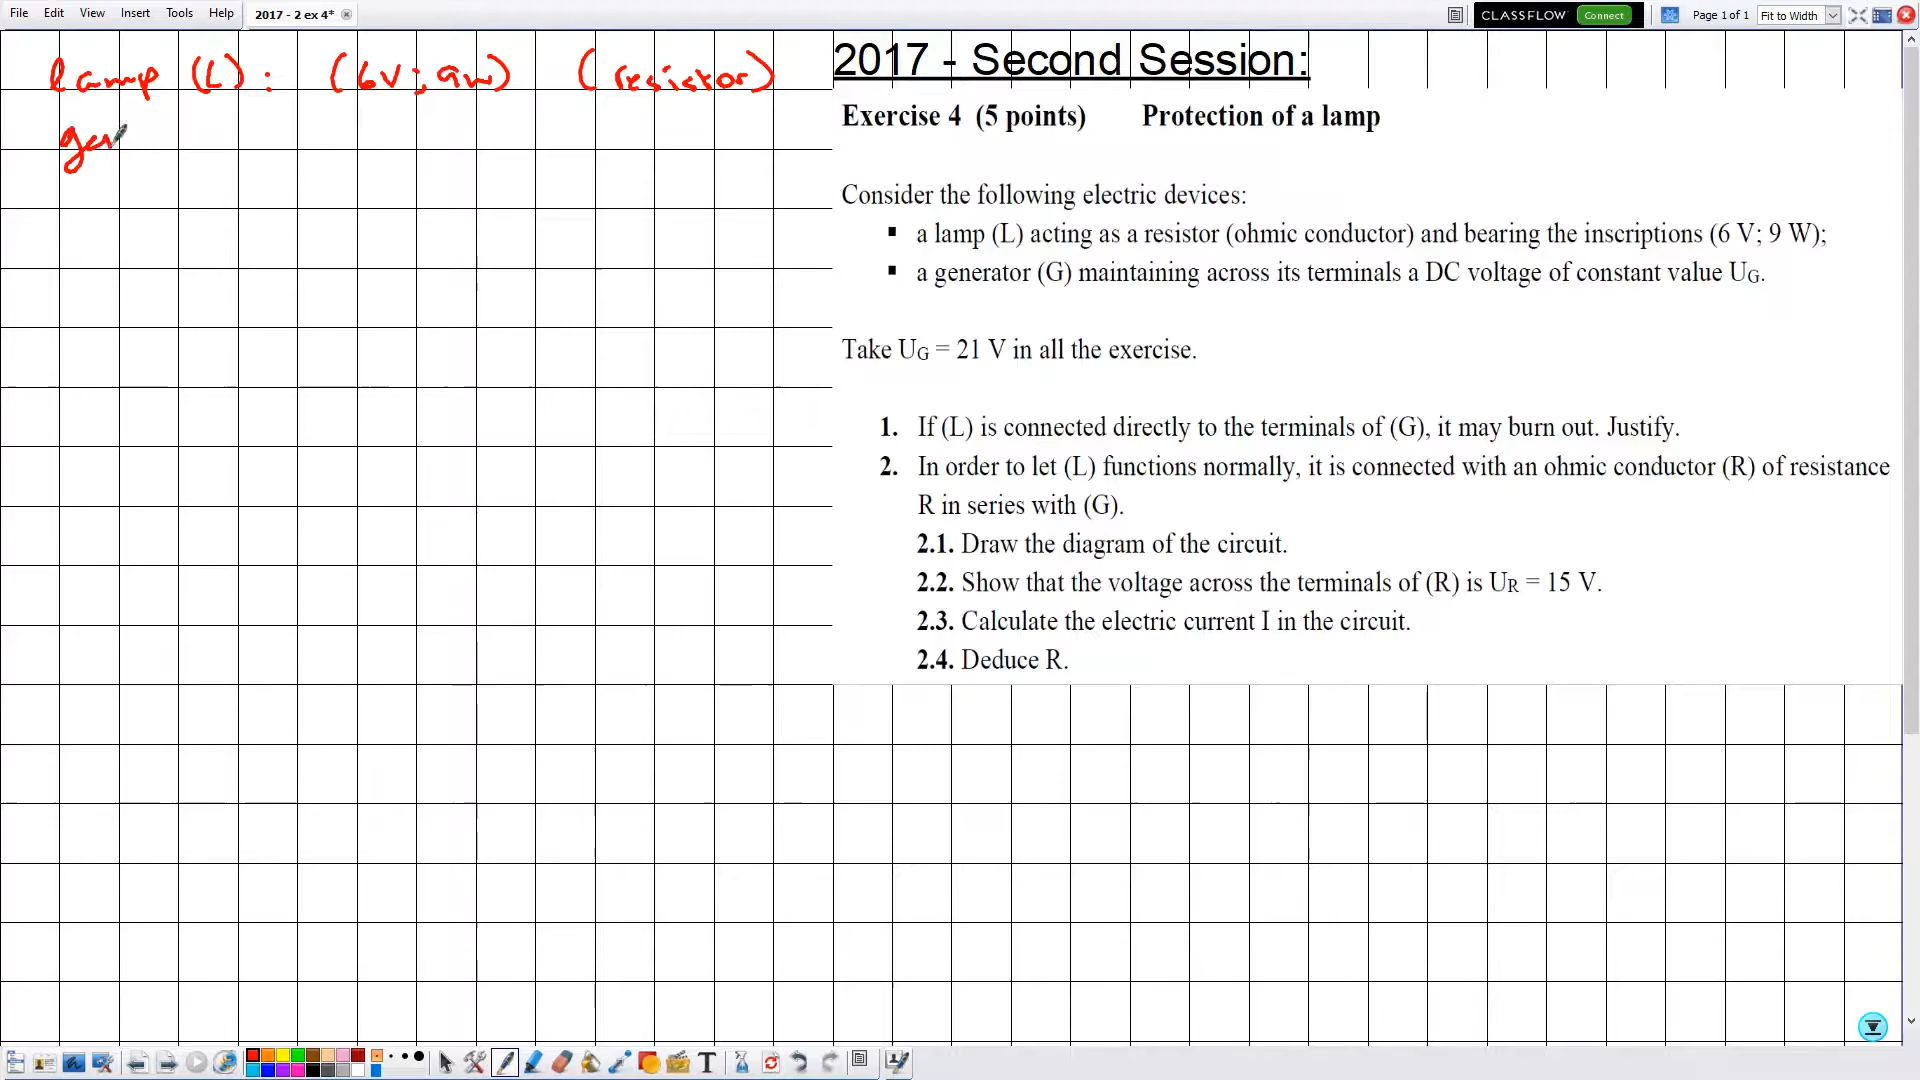 File Edit View Insert Tools Help 2017 - 2 ex 4* CLASSFLOW Connect Page 1 of 1 Fit to Width
lamp (L) : (6V ; 9W) (resistor)
gen
2017 - Second Session:
Exercise 4 (5 points) Protection of a lamp
Consider the following electric devices:
▪ a lamp (L) acting as a resistor (ohmic conductor) and bearing the inscriptions (6 V; 9 W);
▪ a generator (G) maintaining across its terminals a DC voltage of constant value UG.
Take UG = 21 V in all the exercise.
1. If (L) is connected directly to the terminals of (G), it may burn out. Justify.
2. In order to let (L) functions normally, it is connected with an ohmic conductor (R) of resistance
R in series with (G).
2.1. Draw the diagram of the circuit.
2.2. Show that the voltage across the terminals of (R) is UR = 15 V.
2.3. Calculate the electric current I in the circuit.
2.4. Deduce R.
T